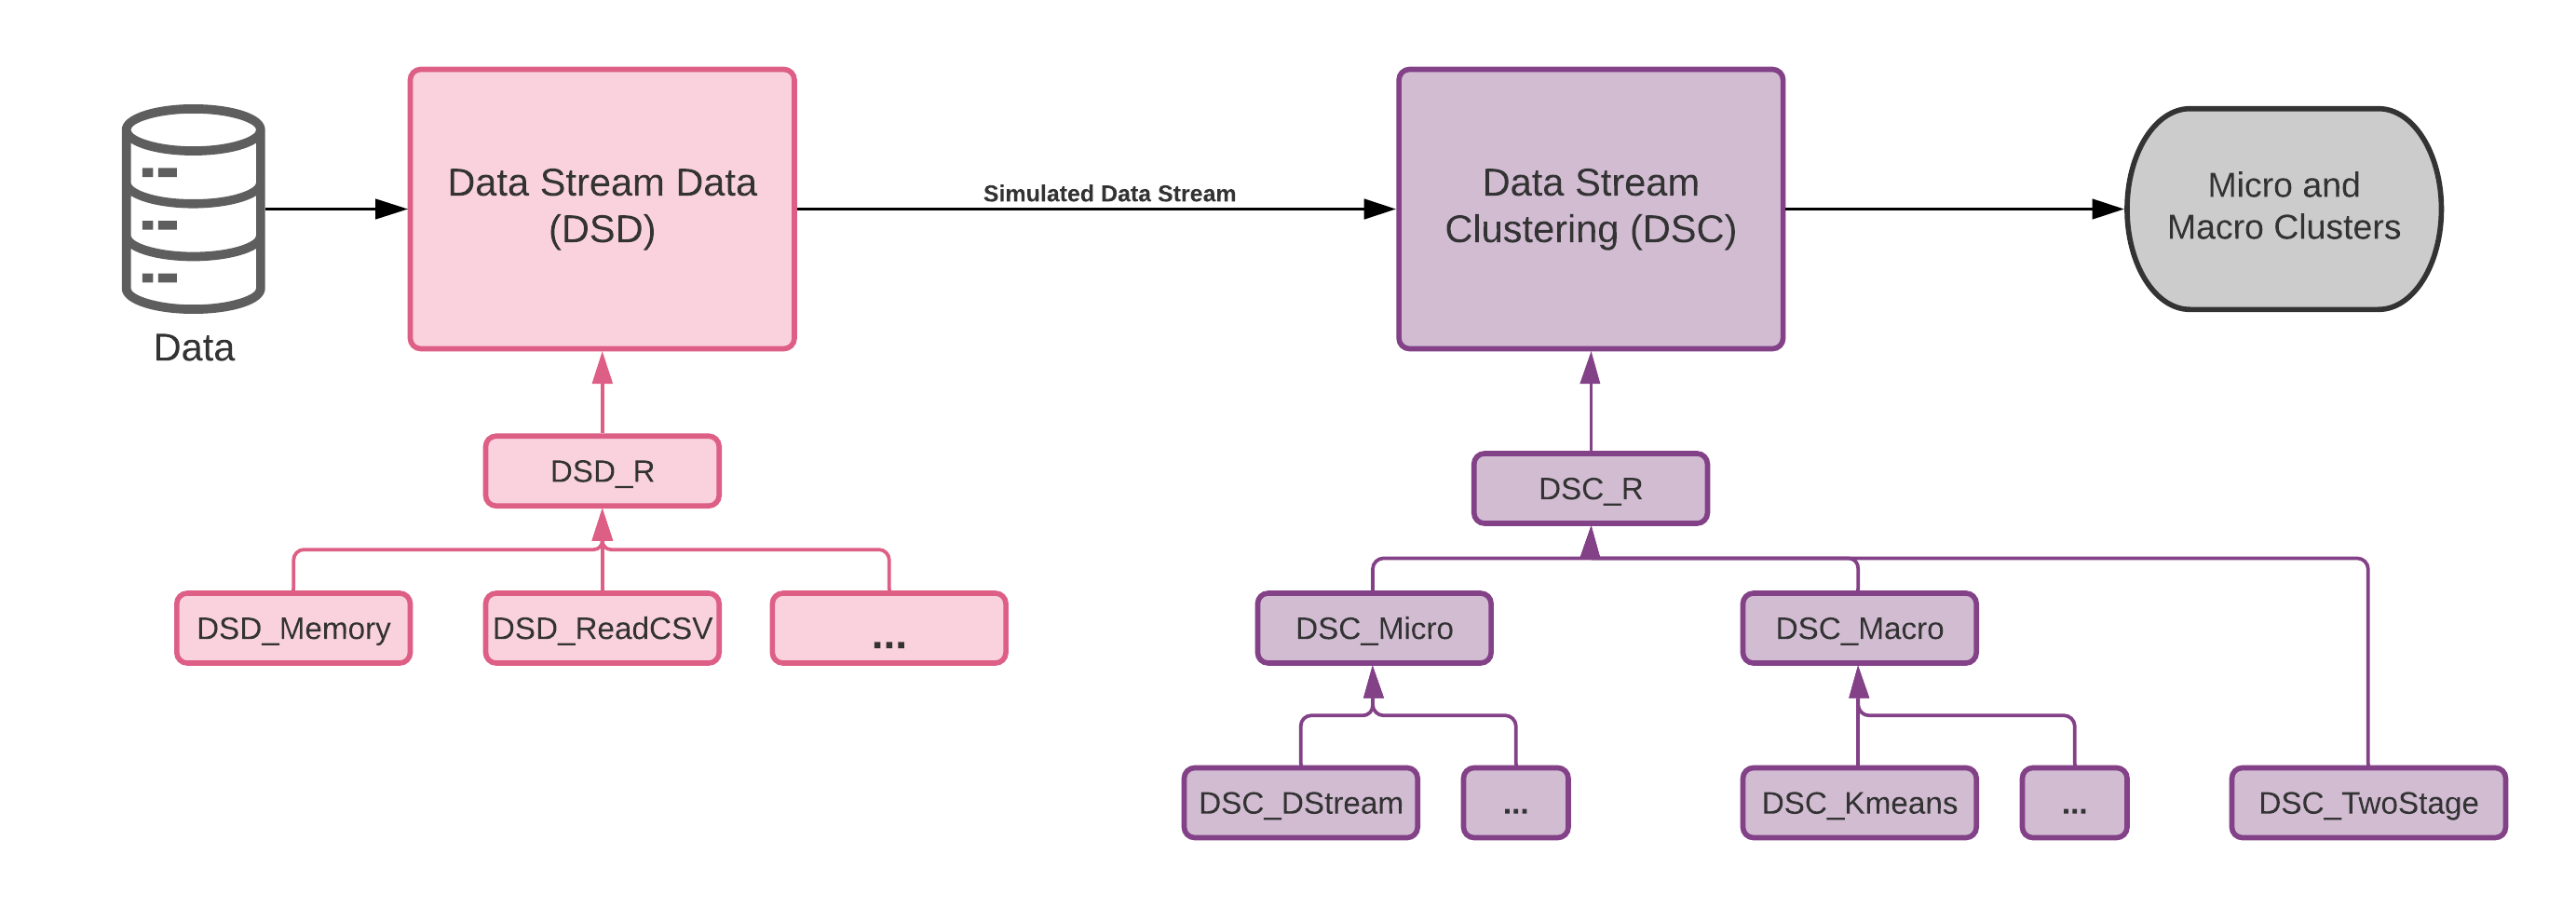 Data
Data Stream Data
(DSD)
Simulated Data Stream
Data Stream
Clustering (DSC)
Micro and
Macro Clusters
DSD_R
DSC_R
DSD_Memory
DSD_ReadCSV
...
DSC_Micro
DSC_Macro
DSC_DStream
...
DSC_Kmeans
...
DSC_TwoStage